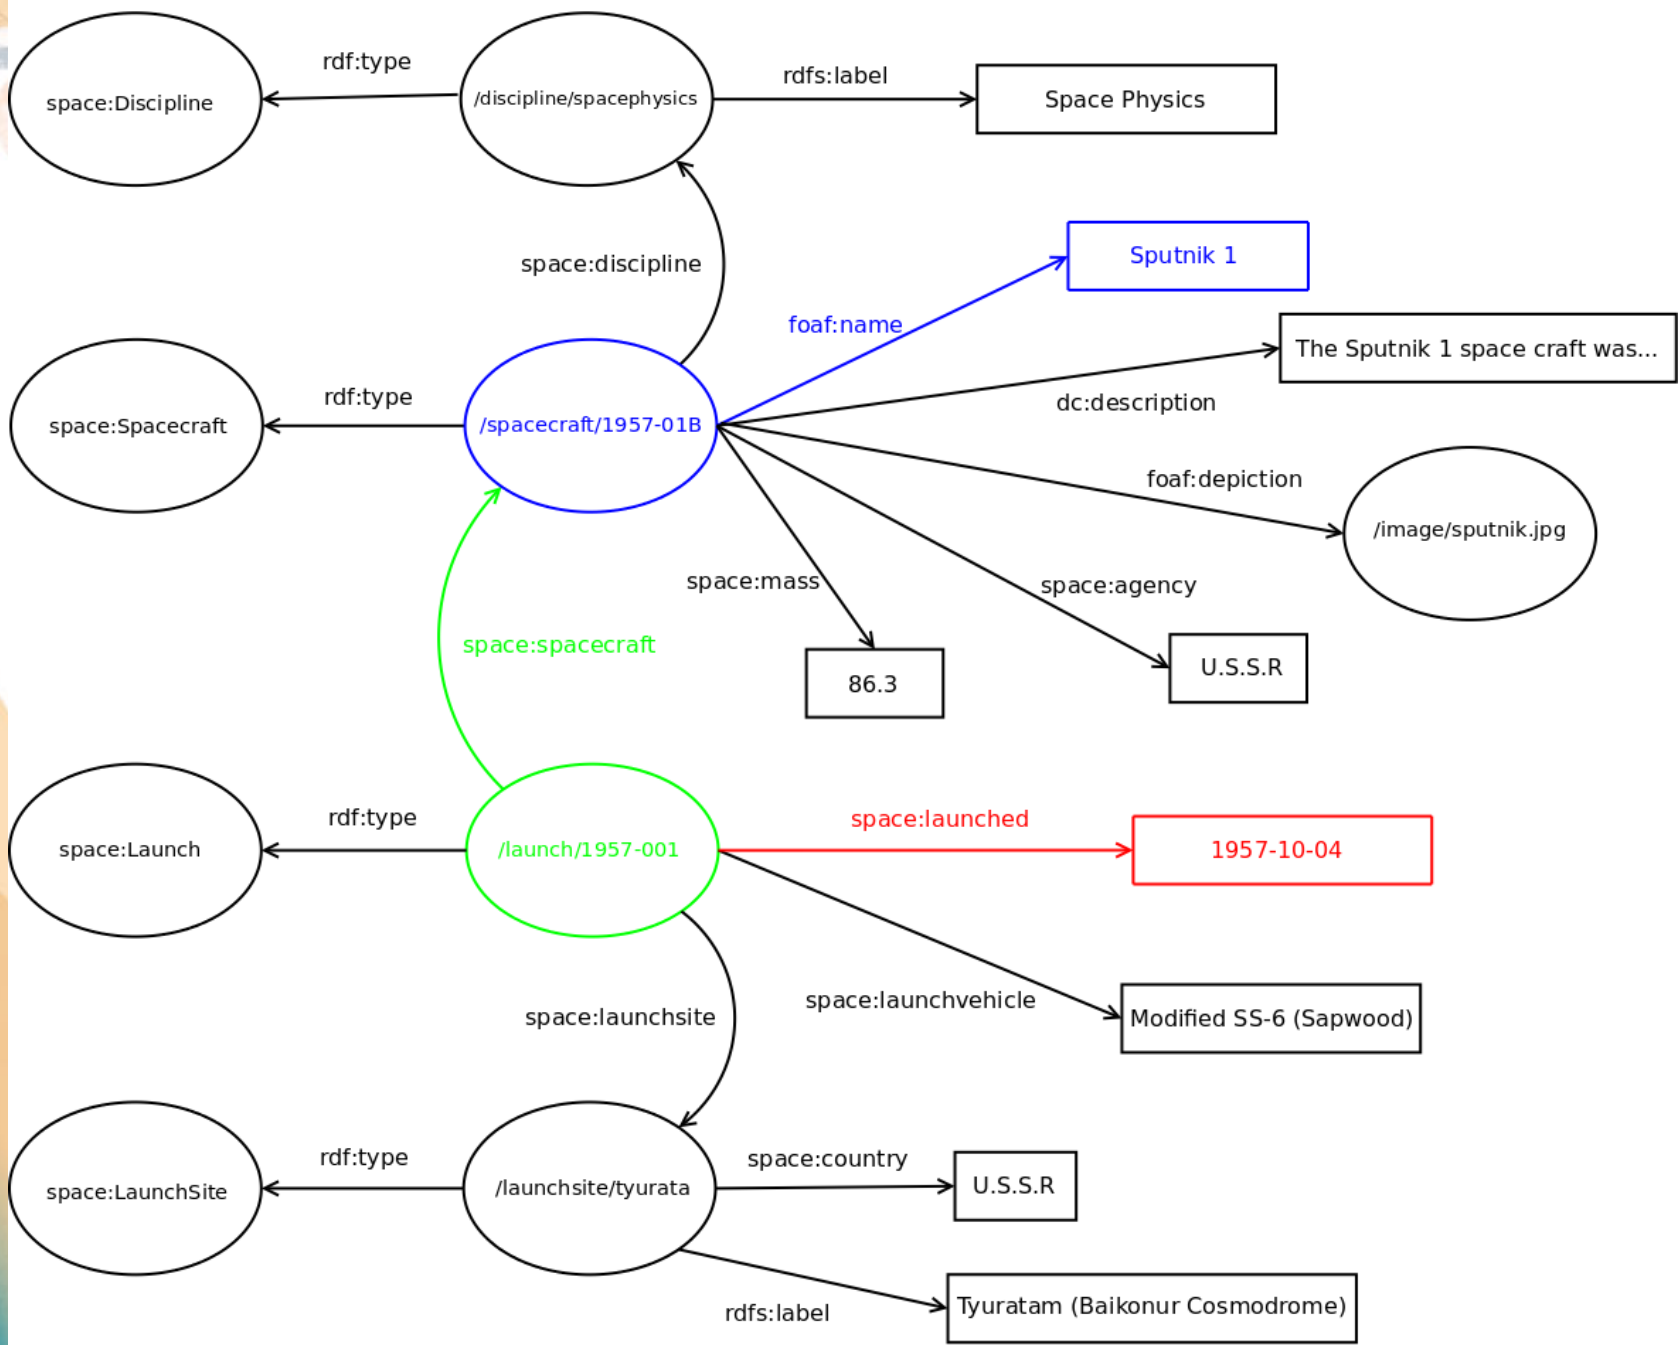 rdf:type
rdfs:label
space:Discipline
/discipline/spacephysics
Space Physics
space:discipline
Sputnik 1
foaf:name
The Sputnik 1 space craft was...
rdf:type
dc:description
space:Spacecraft
/spacecraft/1957-01B
foaf:depiction
/image/sputnik.jpg
space:mass
space:agency
space:spacecraft
86.3
U.S.S.R
rdf:type
space:launched
space:Launch
/launch/1957-001
1957-10-04
space:launchsite
space:launchvehicle
Modified SS-6 (Sapwood)
rdf:type
space:country
space:LaunchSite
/launchsite/tyurata
U.S.S.R
rdfs:label
Tyuratam (Baikonur Cosmodrome)